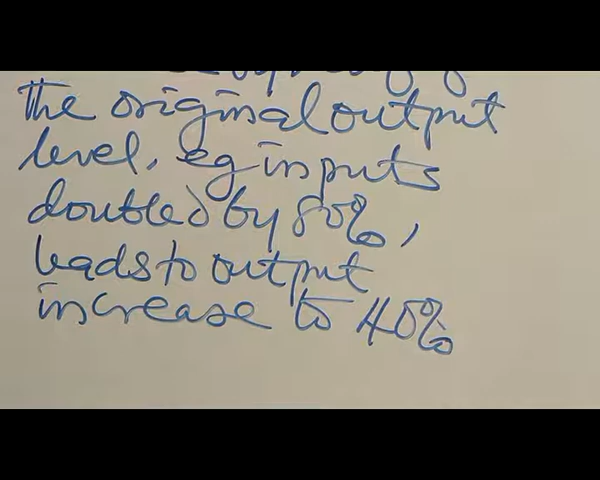 the original output
level, eg inputs
doubled by 80%,
leads to output
increase to 40%